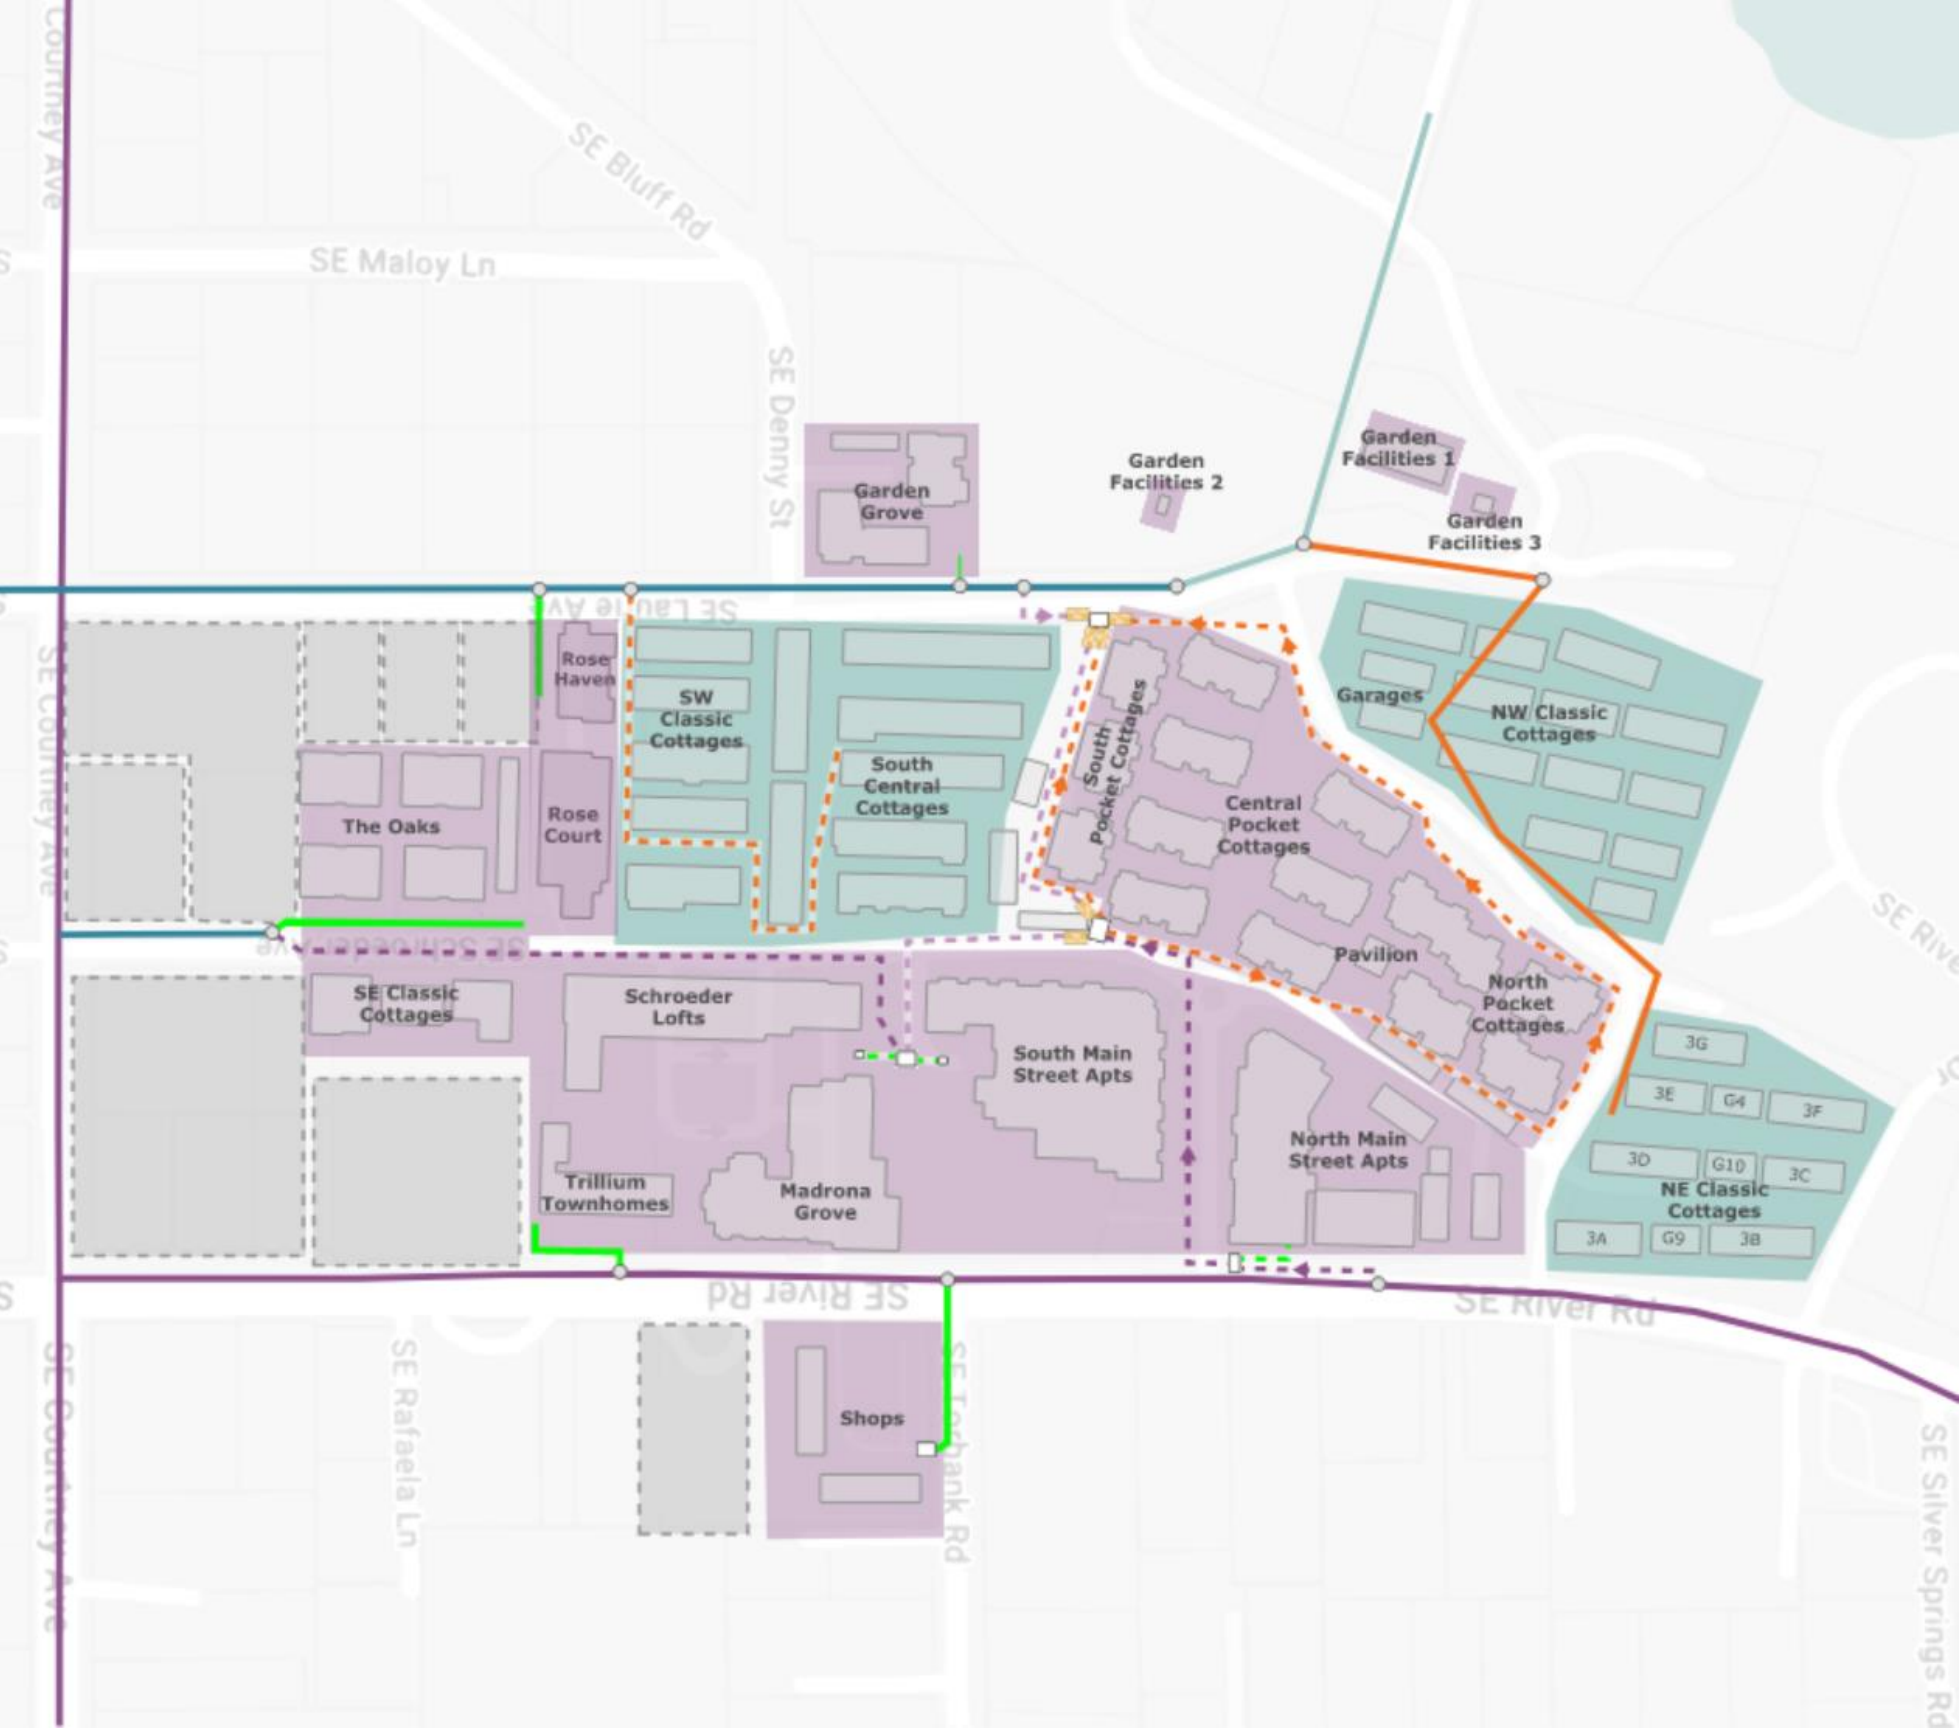 Courtney Ave
SE Bluff Rd
SE Maloy Ln
SE Denny St
Garden
Facilities 1
Garden
Facilities 2
Garden
Grove
Garden
Facilities 3
SE Laurie Ave
Rose
Haven
SE Courtney Ave
SW
Classic
Cottages
South
Pocket Cottages
Garages
NW Classic
Cottages
South
Central
Cottages
Central
Pocket
Cottages
The Oaks
Rose
Court
SE Schroeder Ave
Pavilion
North
Pocket
Cottages
SE Classic
Cottages
Schroeder
Lofts
South Main
Street Apts
3G
3E
G4
3F
North Main
Street Apts
3D
G10
3C
Trillium
Townhomes
Madrona
Grove
NE Classic
Cottages
3A
G9
3B
SE River Rd
SE River Rd
SE Courtney Ave
SE Rafaela Ln
Shops
SE Torbank Rd
SE Silver Springs Rd